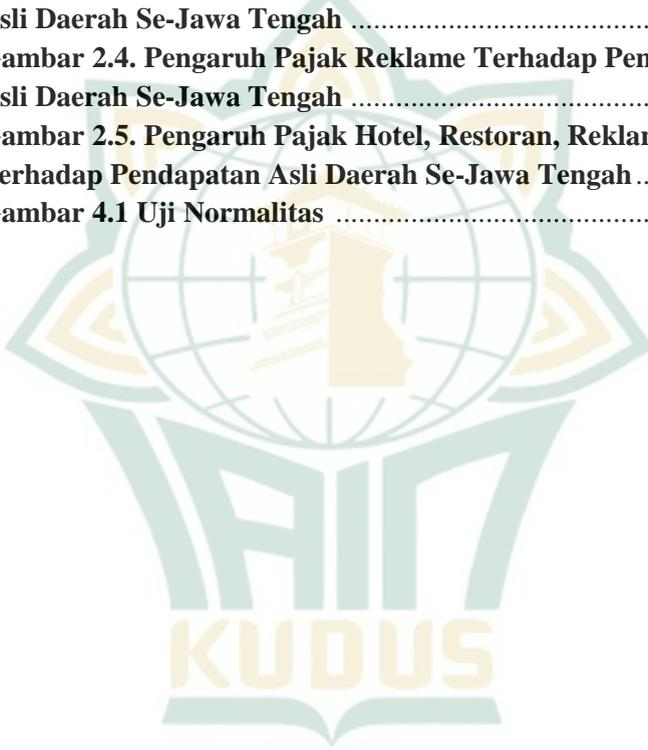 sli Daerah Se-Jawa Tengah ........................................
ambar 2.4. Pengaruh Pajak Reklame Terhadap Pen
sli Daerah Se-Jawa Tengah ........................................
ambar 2.5. Pengaruh Pajak Hotel, Restoran, Reklan
erhadap Pendapatan Asli Daerah Se-Jawa Tengah ..
ambar 4.1 Uji Normalitas ..........................................
IAIN
KUDUS